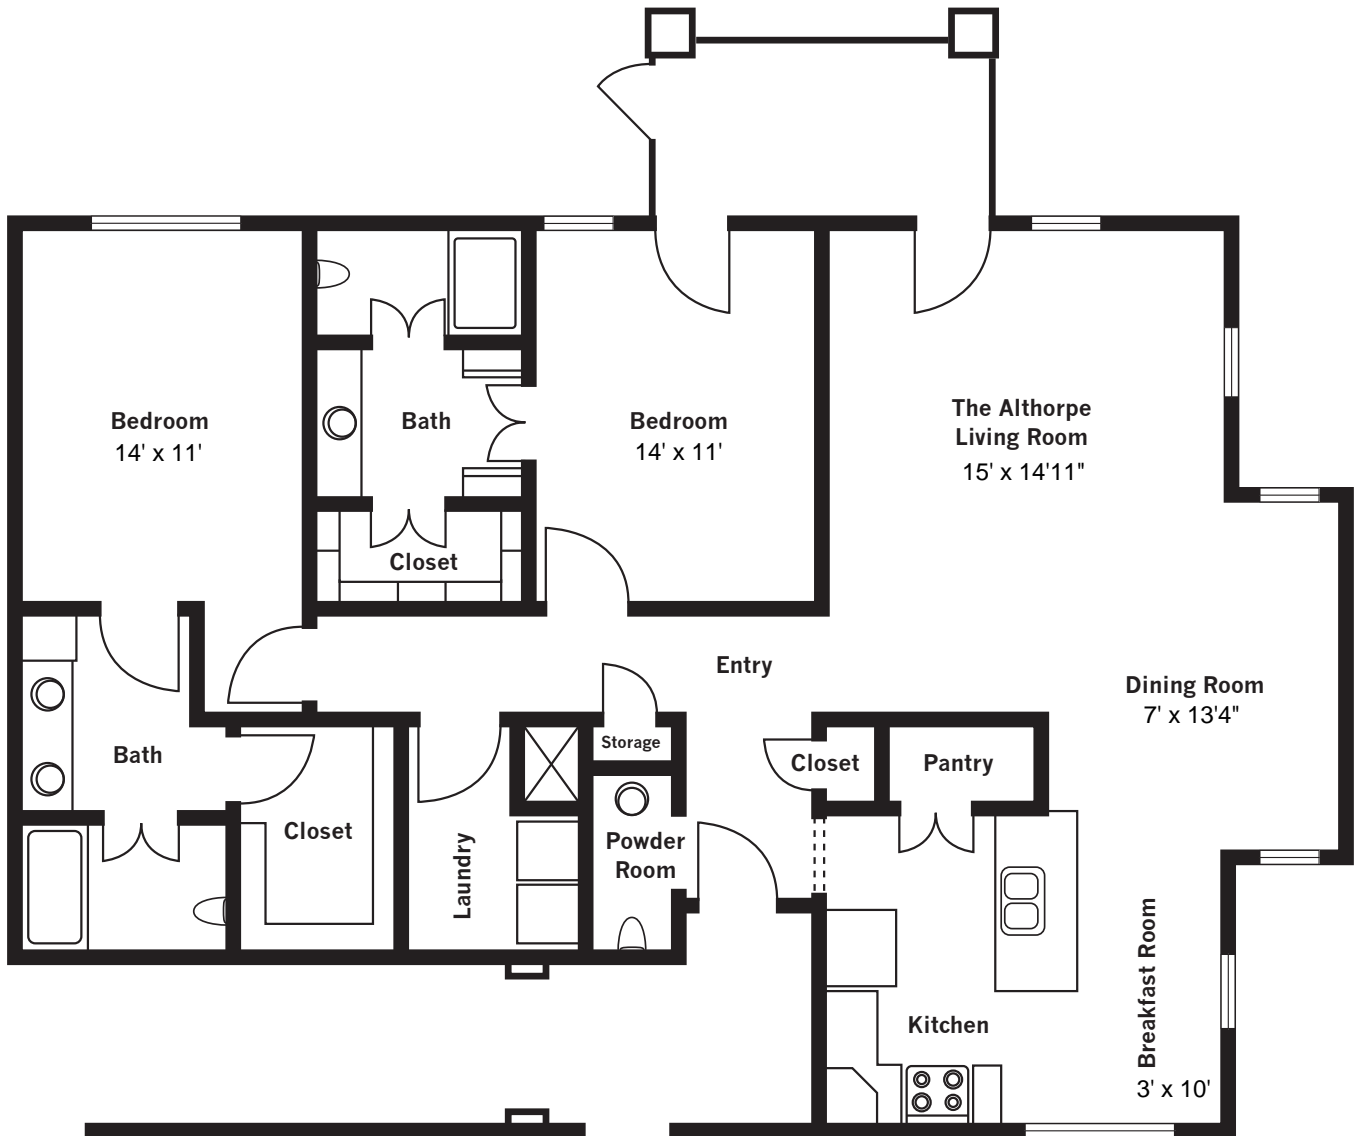 Bedroom
14' x 11'
Bath
Closet
Bedroom
14' x 11'
The Althorpe
Living Room
15' x 14'11"
Entry
Dining Room
7' x 13'4"
Bath
Closet
Laundry
Storage
Powder
Room
Closet
Pantry
Kitchen
Breakfast Room
3' x 10'